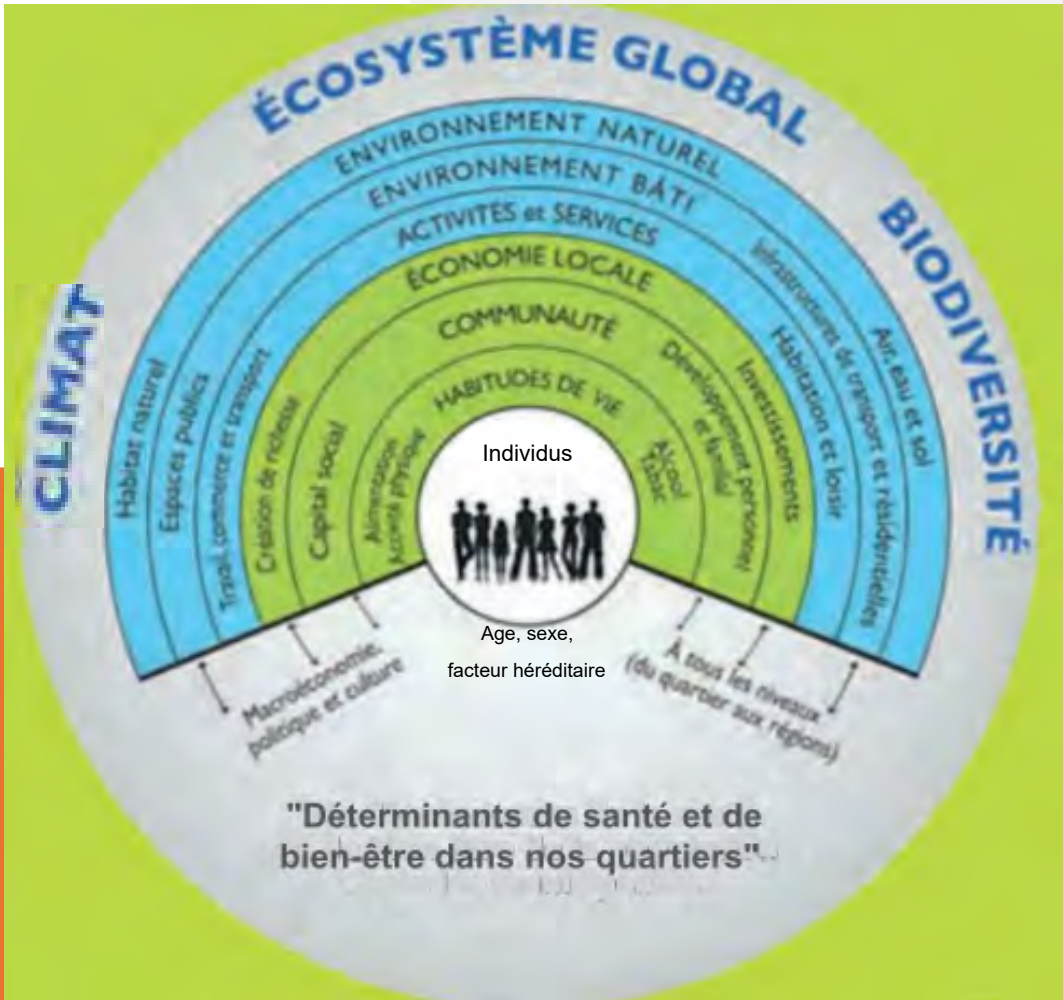 ÉCOSYSTÈME GLOBAL
CLIMAT
BIODIVERSITÉ
ENVIRONNEMENT NATUREL
Habitat naturel
Air, eau et sol
ENVIRONNEMENT BÂTI
Espaces publics
Infrastructures de transport et résidentielles
ACTIVITÉS et SERVICES
Travail, commerce et transport
Habitation et loisir
ÉCONOMIE LOCALE
Création de richesse
Investissements
COMMUNAUTÉ
Capital social
Développement personnel
et familial
HABITUDES DE VIE
Alimentation
Activité physique
Alcool
Tabac
Individus
Age, sexe,
facteur héréditaire
Macroéconomie,
politique et culture
À tous les niveaux
(du quartier aux régions)
"Déterminants de santé et de
bien-être dans nos quartiers"